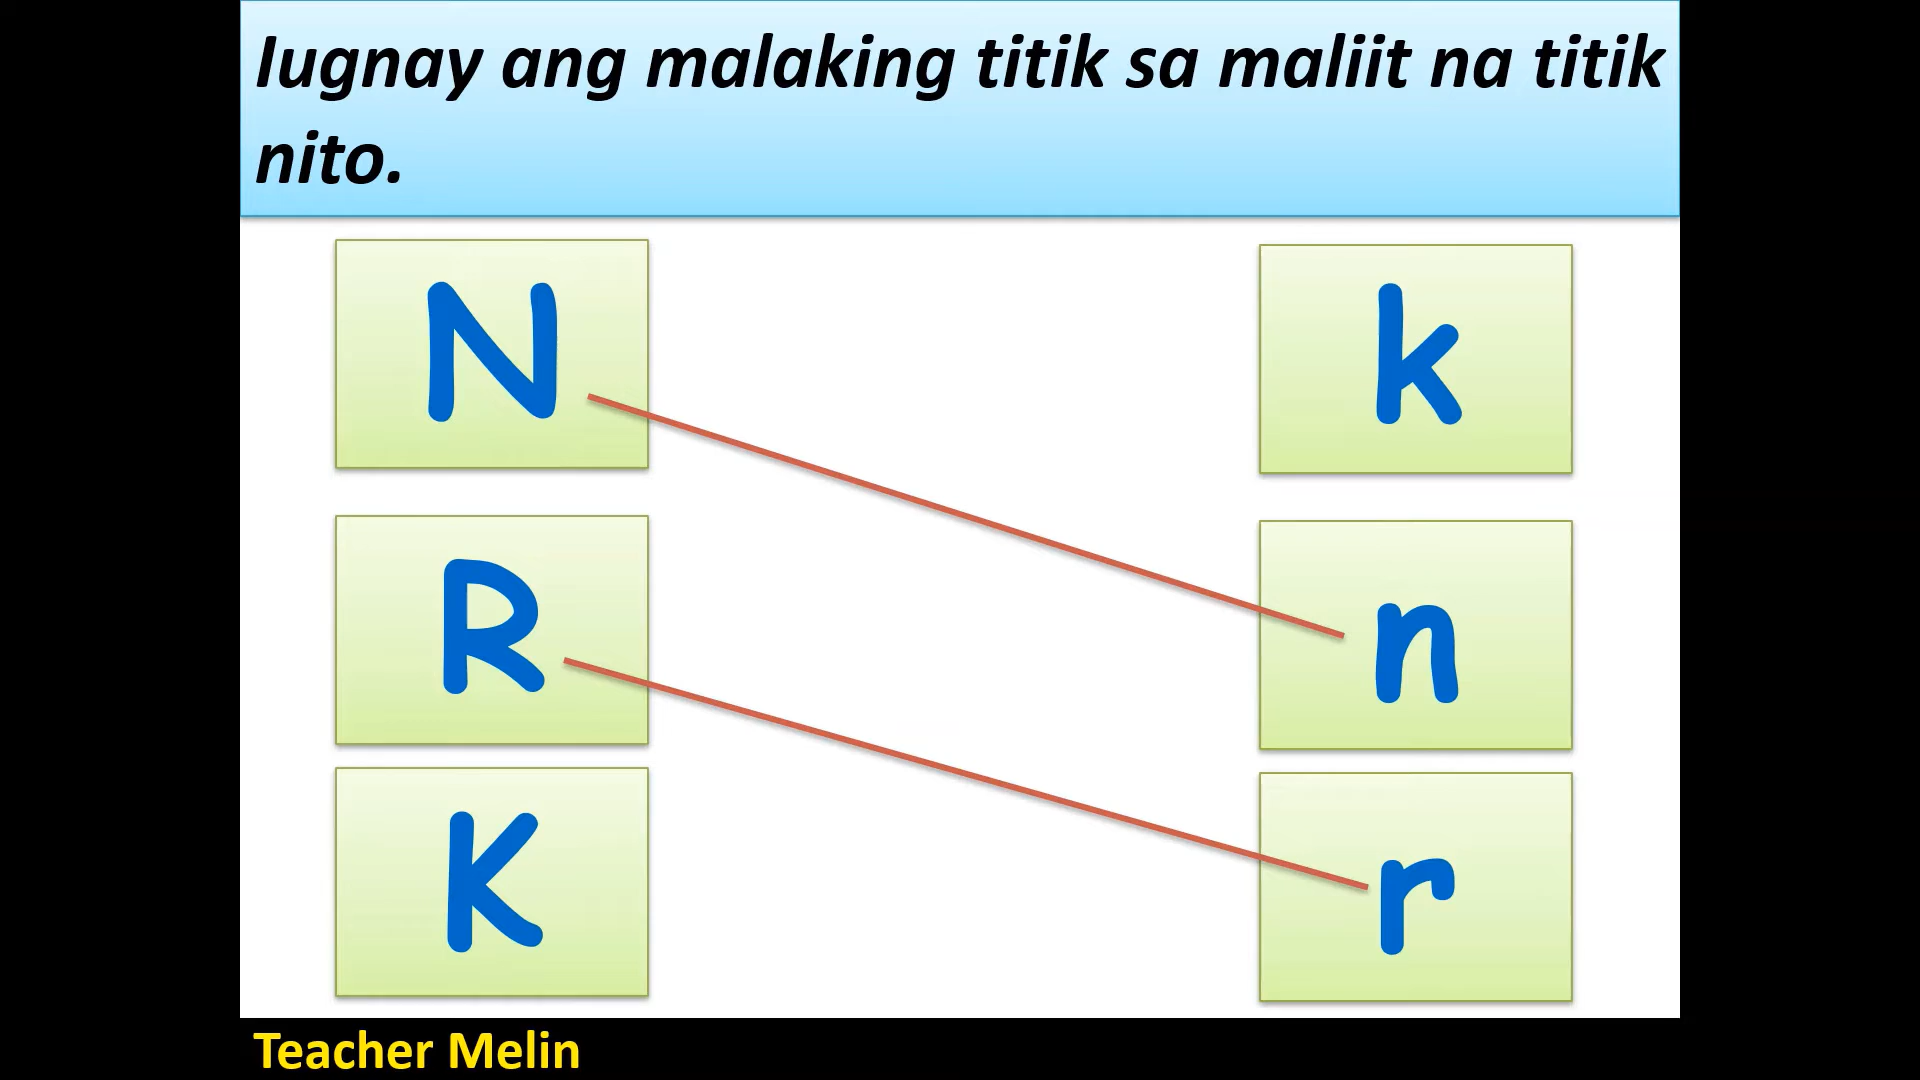 Iugnay ang malaking titik sa maliit na titik
nito.
N
k
R
n
K
r
Teacher Melin